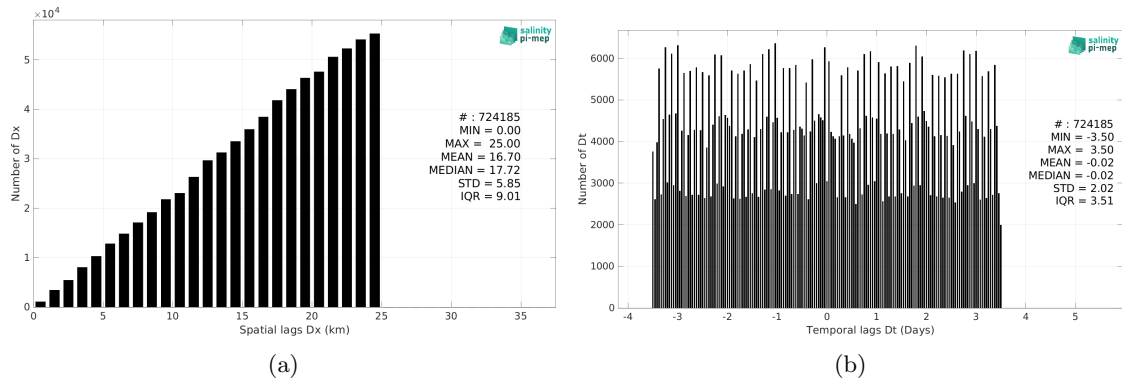 ×10⁴
salinity
pi-mep
5
4
3
2
1
0
Number of Dx
# : 724185
MIN = 0.00
MAX = 25.00
MEAN = 16.70
MEDIAN = 17.72
STD = 5.85
IQR = 9.01
0 5 10 15 20 25 30 35
Spatial lags Dx (km)
(a)
salinity
pi-mep
6000
5000
4000
3000
2000
1000
0
Number of Dt
# : 724185
MIN = -3.50
MAX = 3.50
MEAN = -0.02
MEDIAN = -0.02
STD = 2.02
IQR = 3.51
-4 -3 -2 -1 0 1 2 3 4 5
Temporal lags Dt (Days)
(b)